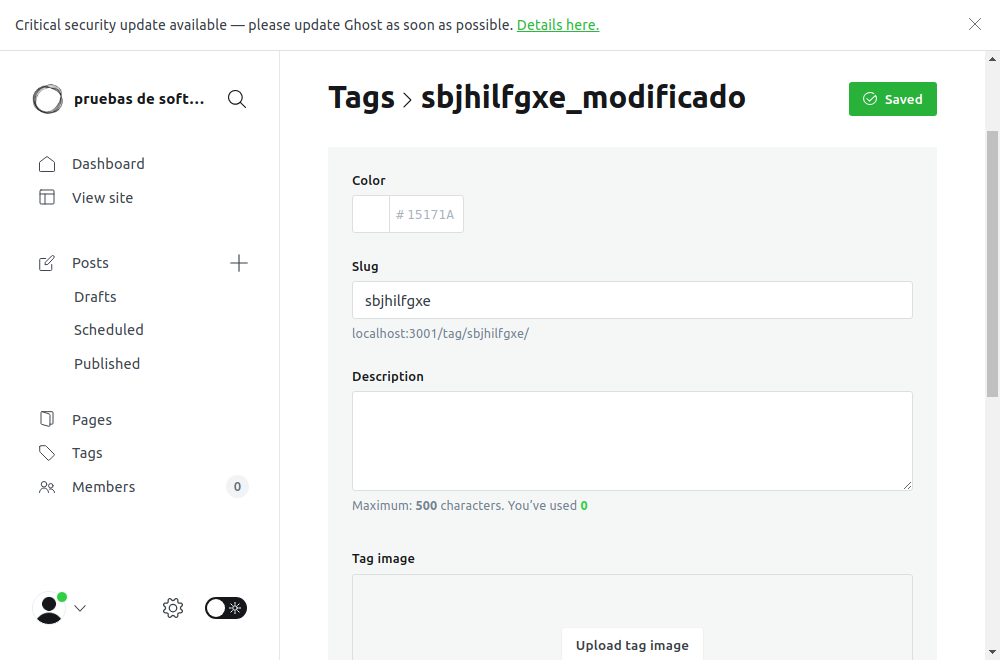 Critical security update available — please update Ghost as soon as possible. Details here.
pruebas de soft...
Tags > sbjhilfgxe_modificado
Saved
Dashboard
View site
Posts
Drafts
Scheduled
Published
Pages
Tags
Members 0
Color
# 15171A
Slug
sbjhilfgxe
localhost:3001/tag/sbjhilfgxe/
Description
Maximum: 500 characters. You’ve used 0
Tag image
Upload tag image